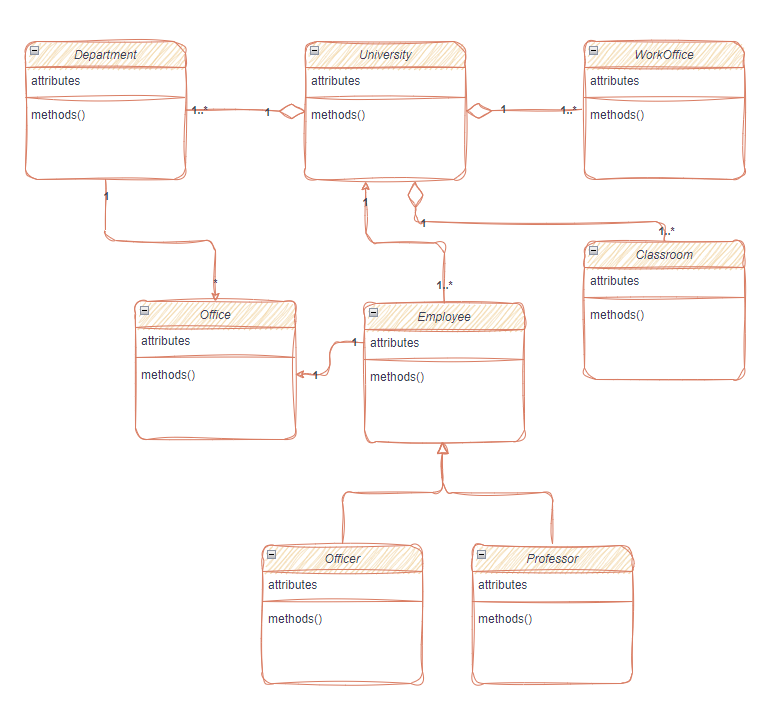 Department
attributes
methods()
University
attributes
methods()
WorkOffice
attributes
methods()
1..*
1
1
1..*
1
1
1
1..*
Classroom
attributes
methods()
*
1..*
Office
attributes
methods()
Employee
attributes
methods()
1
1
Officer
attributes
methods()
Professor
attributes
methods()